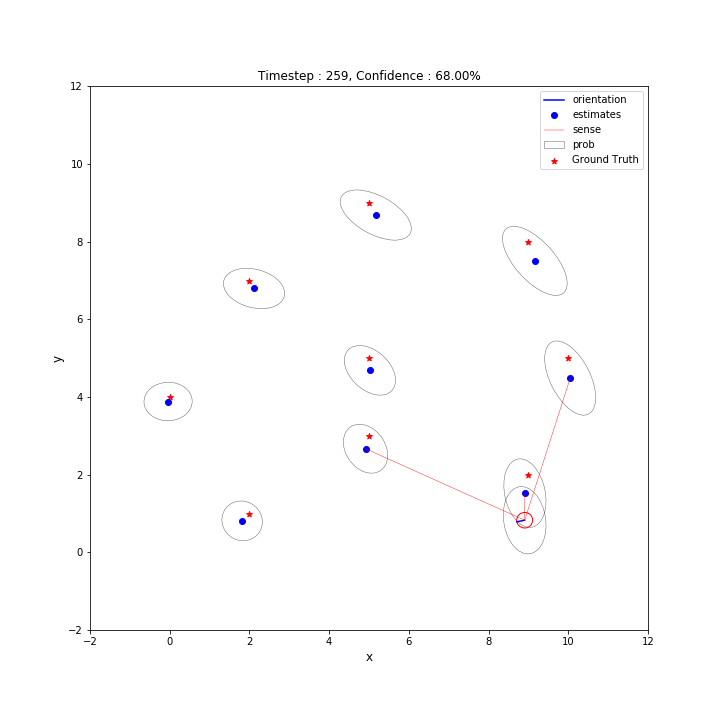 Timestep : 259, Confidence : 68.00%
orientation
estimates
sense
prob
Ground Truth
12
10
8
6
4
2
0
−2
y
−2 0 2 4 6 8 10 12
x